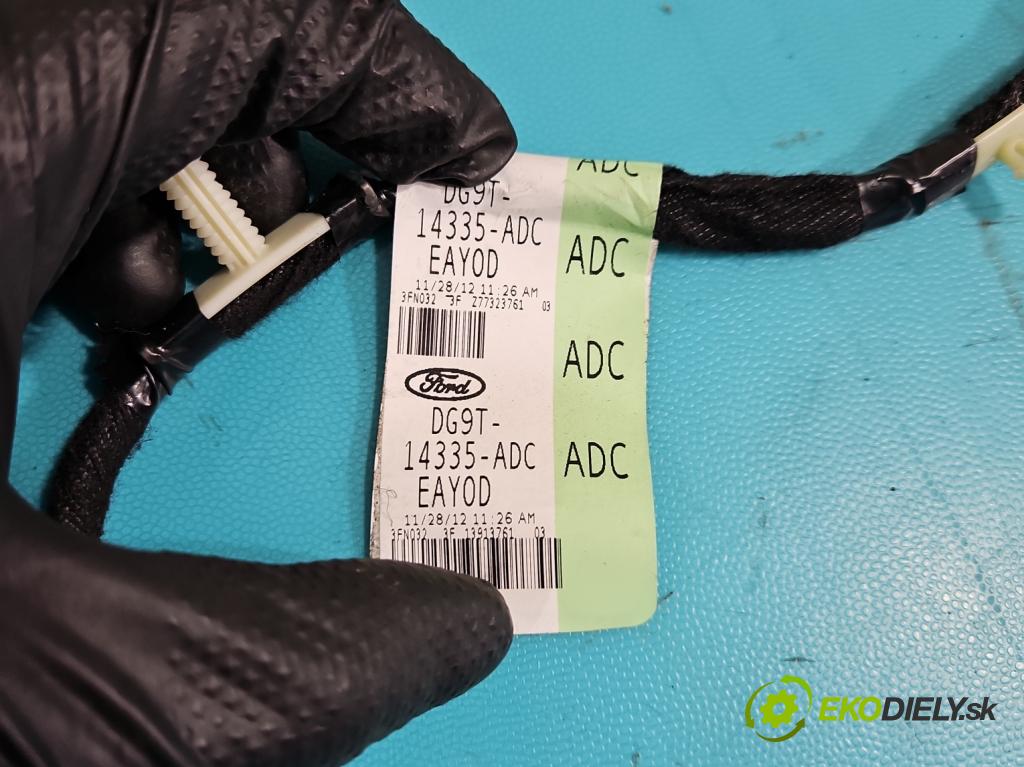 ADC
DG9T-
14335-ADC
EAYOD
11/28/12 11:26 AM
3FN032 3F Z77323761 03
ADC
ADC
Ford
DG9T-
14335-ADC
EAYOD
ADC
11/28/12 11:26 AM
3FN032 3F 13913761 03
EKODIELY.sk